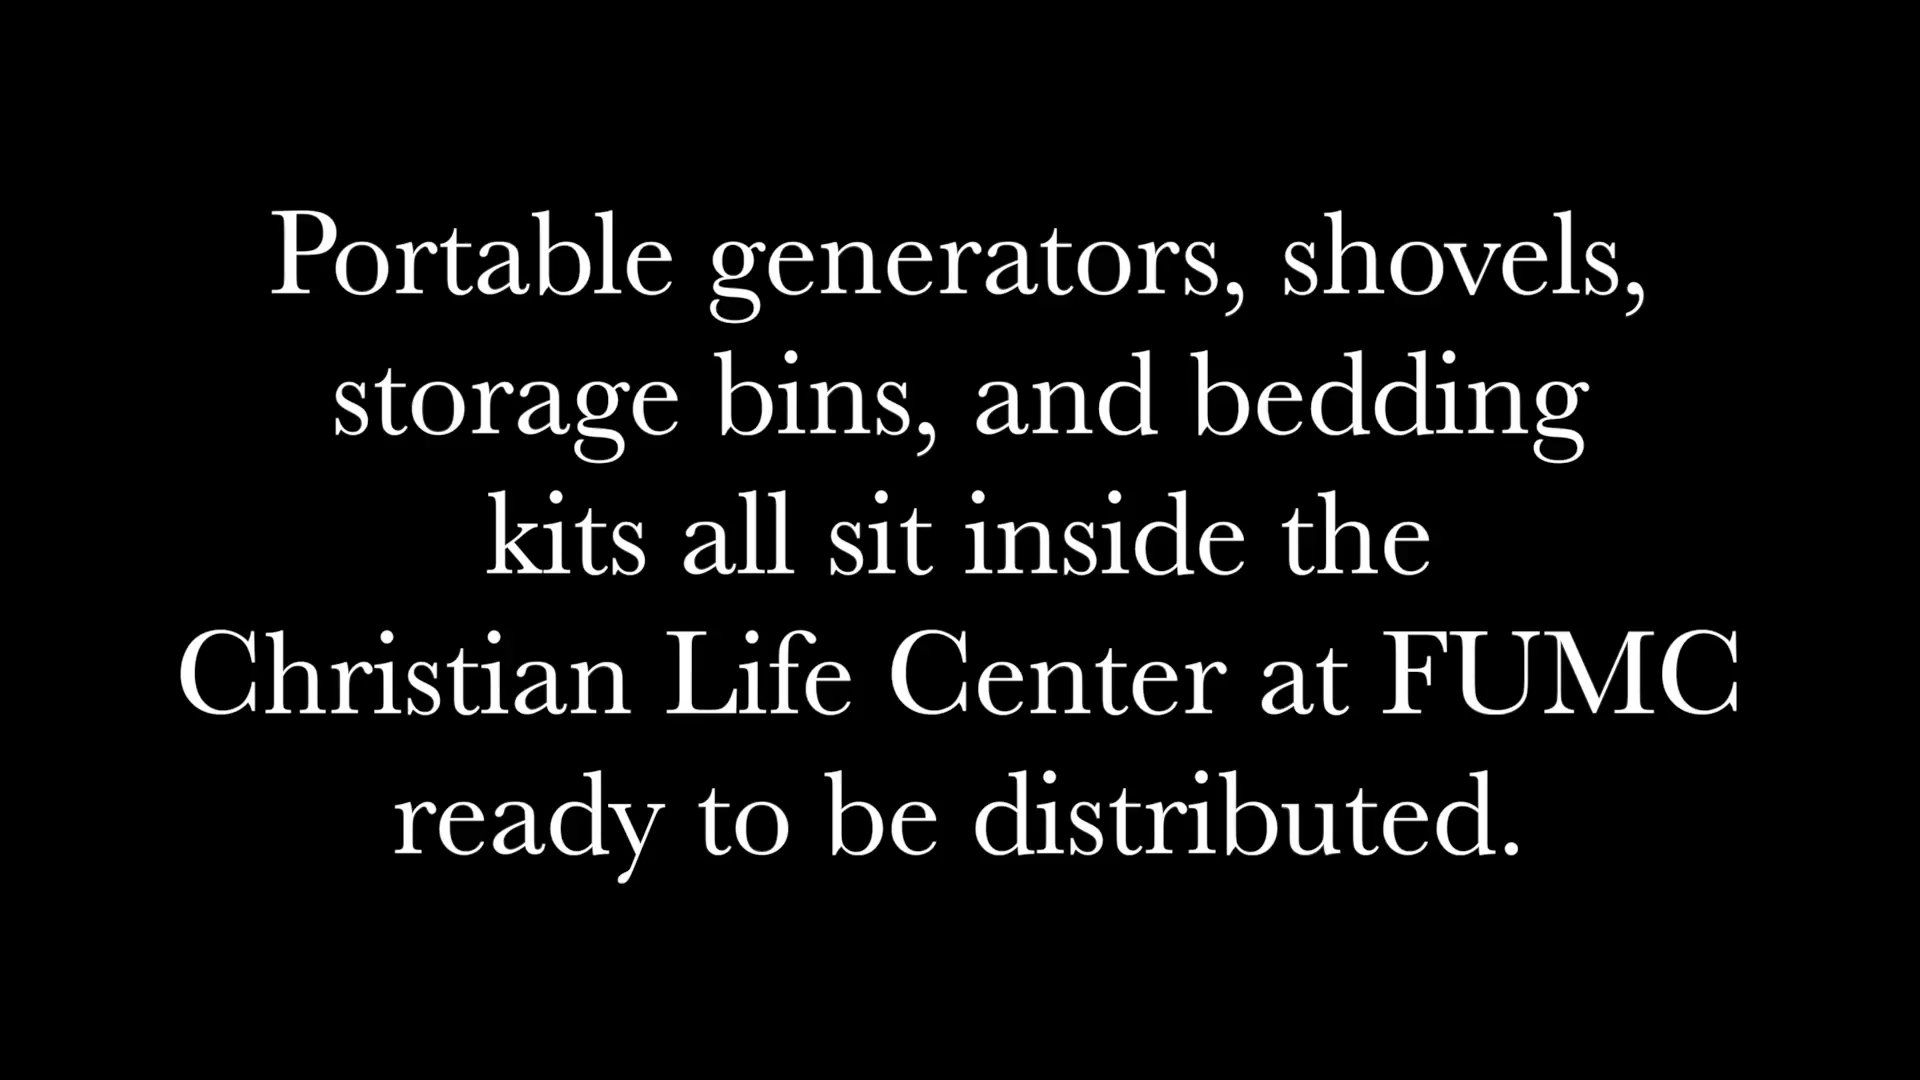 Portable generators, shovels,
storage bins, and bedding
kits all sit inside the
Christian Life Center at FUMC
ready to be distributed.